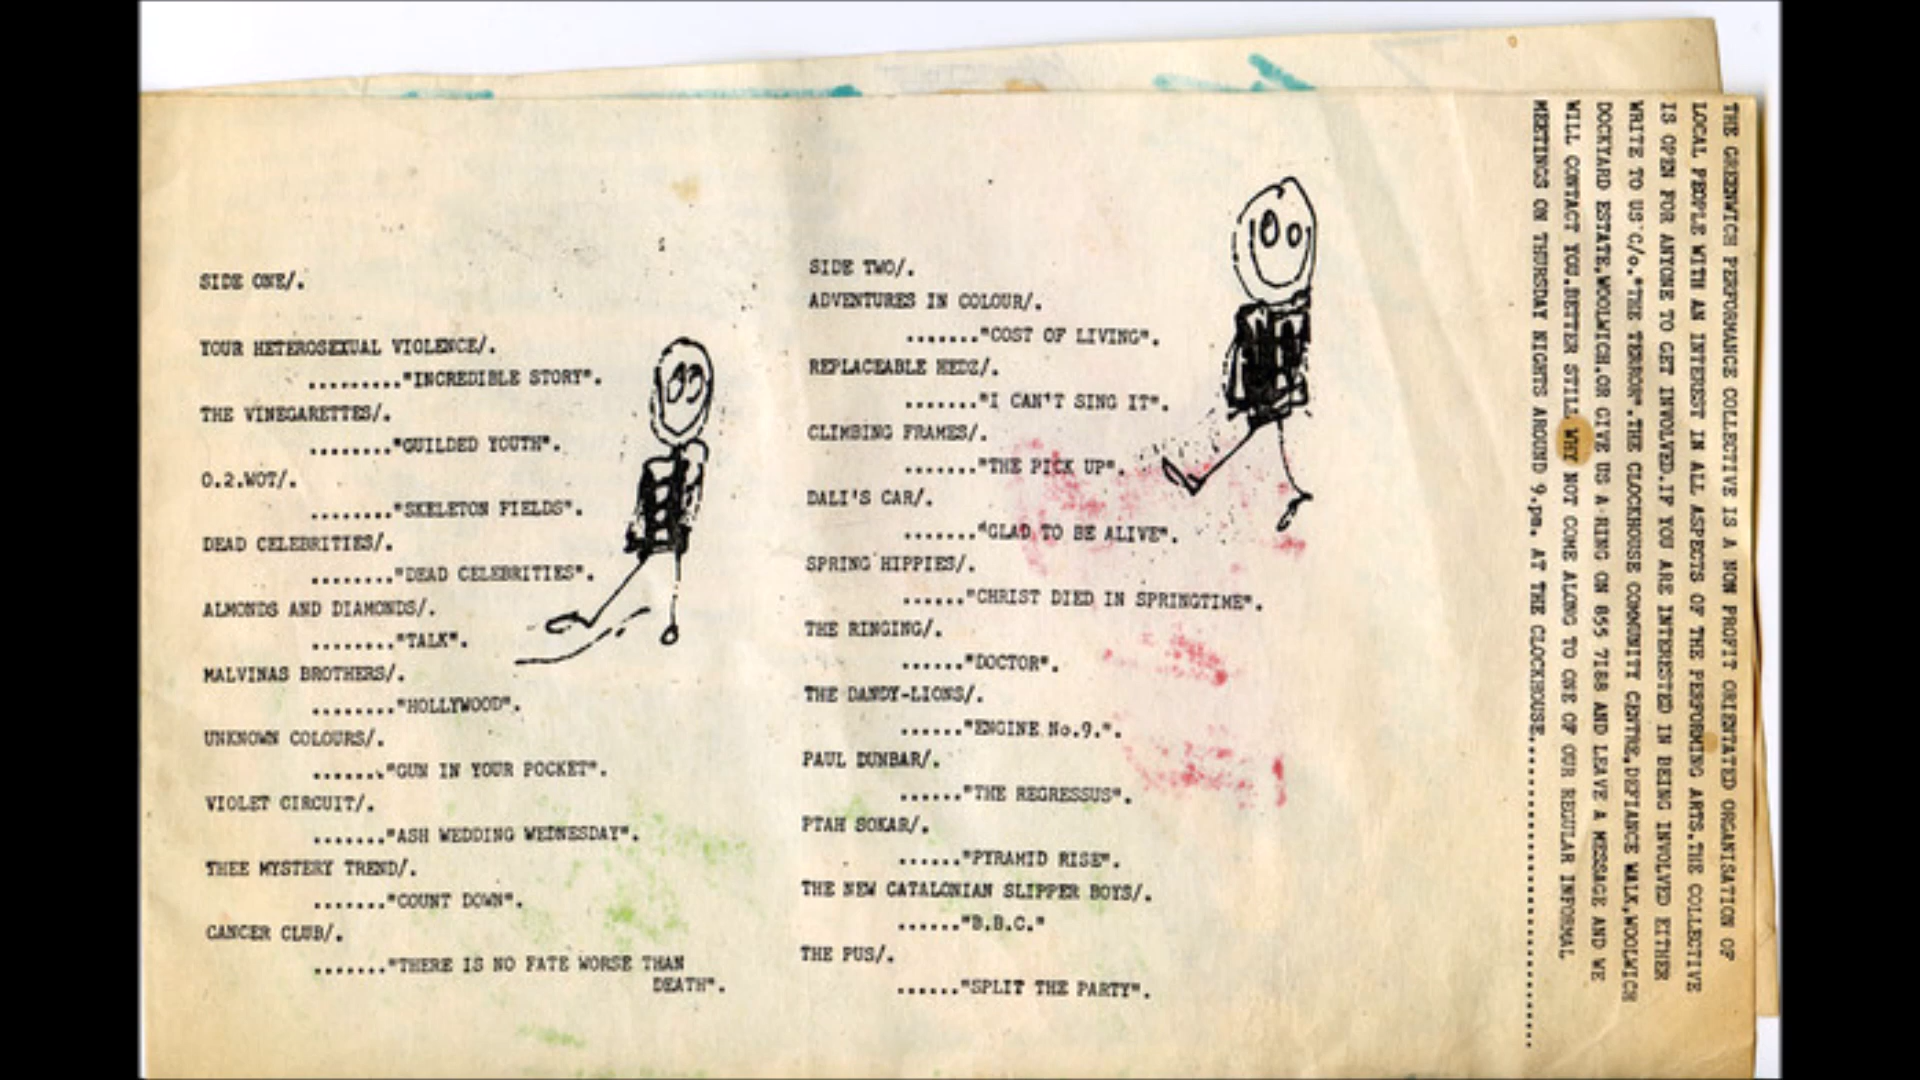 SIDE ONE/.
YOUR HETEROSEXUAL VIOLENCE/.
........."INCREDIBLE STORY".
THE VINEGARETTES/.
........"GUILDED YOUTH".
O.2.WOT/.
........"SKELETON FIELDS".
DEAD CELEBRITIES/.
........"DEAD CELEBRITIES".
ALMONDS AND DIAMONDS/.
........"TALK".
MALVINAS BROTHERS/.
........"HOLLYWOOD".
UNKNOWN COLOURS/.
........"GUN IN YOUR POCKET".
VIOLET CIRCUIT/.
......."ASH WEDDING WEDNESDAY".
THEE MYSTERY TREND/.
......."COUNT DOWN".
CANCER CLUB/.
......."THERE IS NO FATE WORSE THAN
DEATH".
SIDE TWO/.
ADVENTURES IN COLOUR/.
......."COST OF LIVING".
REPLACEABLE HEDZ/.
......."I CAN'T SING IT".
CLIMBING FRAMES/.
......."THE PICK UP".
DALI'S CAR/.
......."GLAD TO BE ALIVE".
SPRING HIPPIES/.
......"CHRIST DIED IN SPRINGTIME".
THE RINGING/.
......"DOCTOR".
THE DANDY-LIONS/.
......"ENGINE No.9.".
PAUL DUNBAR/.
......"THE REGRESSUS".
PTAH SOKAR/.
......"PYRAMID RISE".
THE NEW CATALONIAN SLIPPER BOYS/.
......"B.B.C."
THE PUS/.
......"SPLIT THE PARTY".
THE GREENWICH PERFORMANCE COLLECTIVE IS A NON PROFIT ORIENTATED ORGANISATION OF
LOCAL PEOPLE WITH AN INTEREST IN ALL ASPECTS OF THE PERFORMING ARTS.THE COLLECTIVE
IS OPEN FOR ANYONE TO GET INVOLVED.IF YOU ARE INTERESTED IN BEING INVOLVED EITHER
WRITE TO US C/o."THE TERROR".THE CLOCKHOUSE COMMUNITY CENTRE,DEFIANCE WALK,WOOLWICH
DOCKYARD ESTATE,WOOLWICH.OR GIVE US A RING ON 855 7188 AND LEAVE A MESSAGE AND WE
WILL CONTACT YOU.BETTER STILL WHY NOT COME ALONG TO ONE OF OUR REGULAR INFORMAL
MEETINGS ON THURSDAY NIGHTS AROUND 9.pm. AT THE CLOCKHOUSE..............................